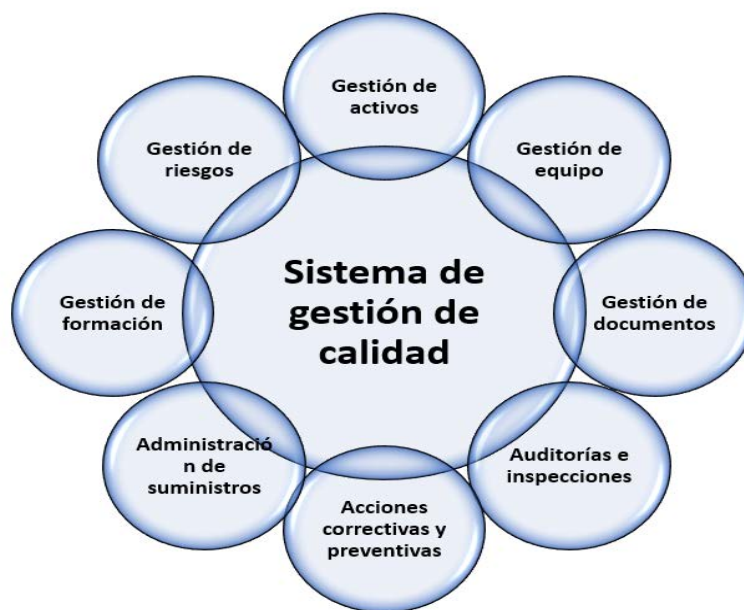 Gestión de
activos
Gestión de
equipo
Gestión de
documentos
Auditorías e
inspecciones
Acciones
correctivas y
preventivas
Administració
n de
suministros
Gestión de
formación
Gestión de
riesgos
Sistema de
gestión de
calidad